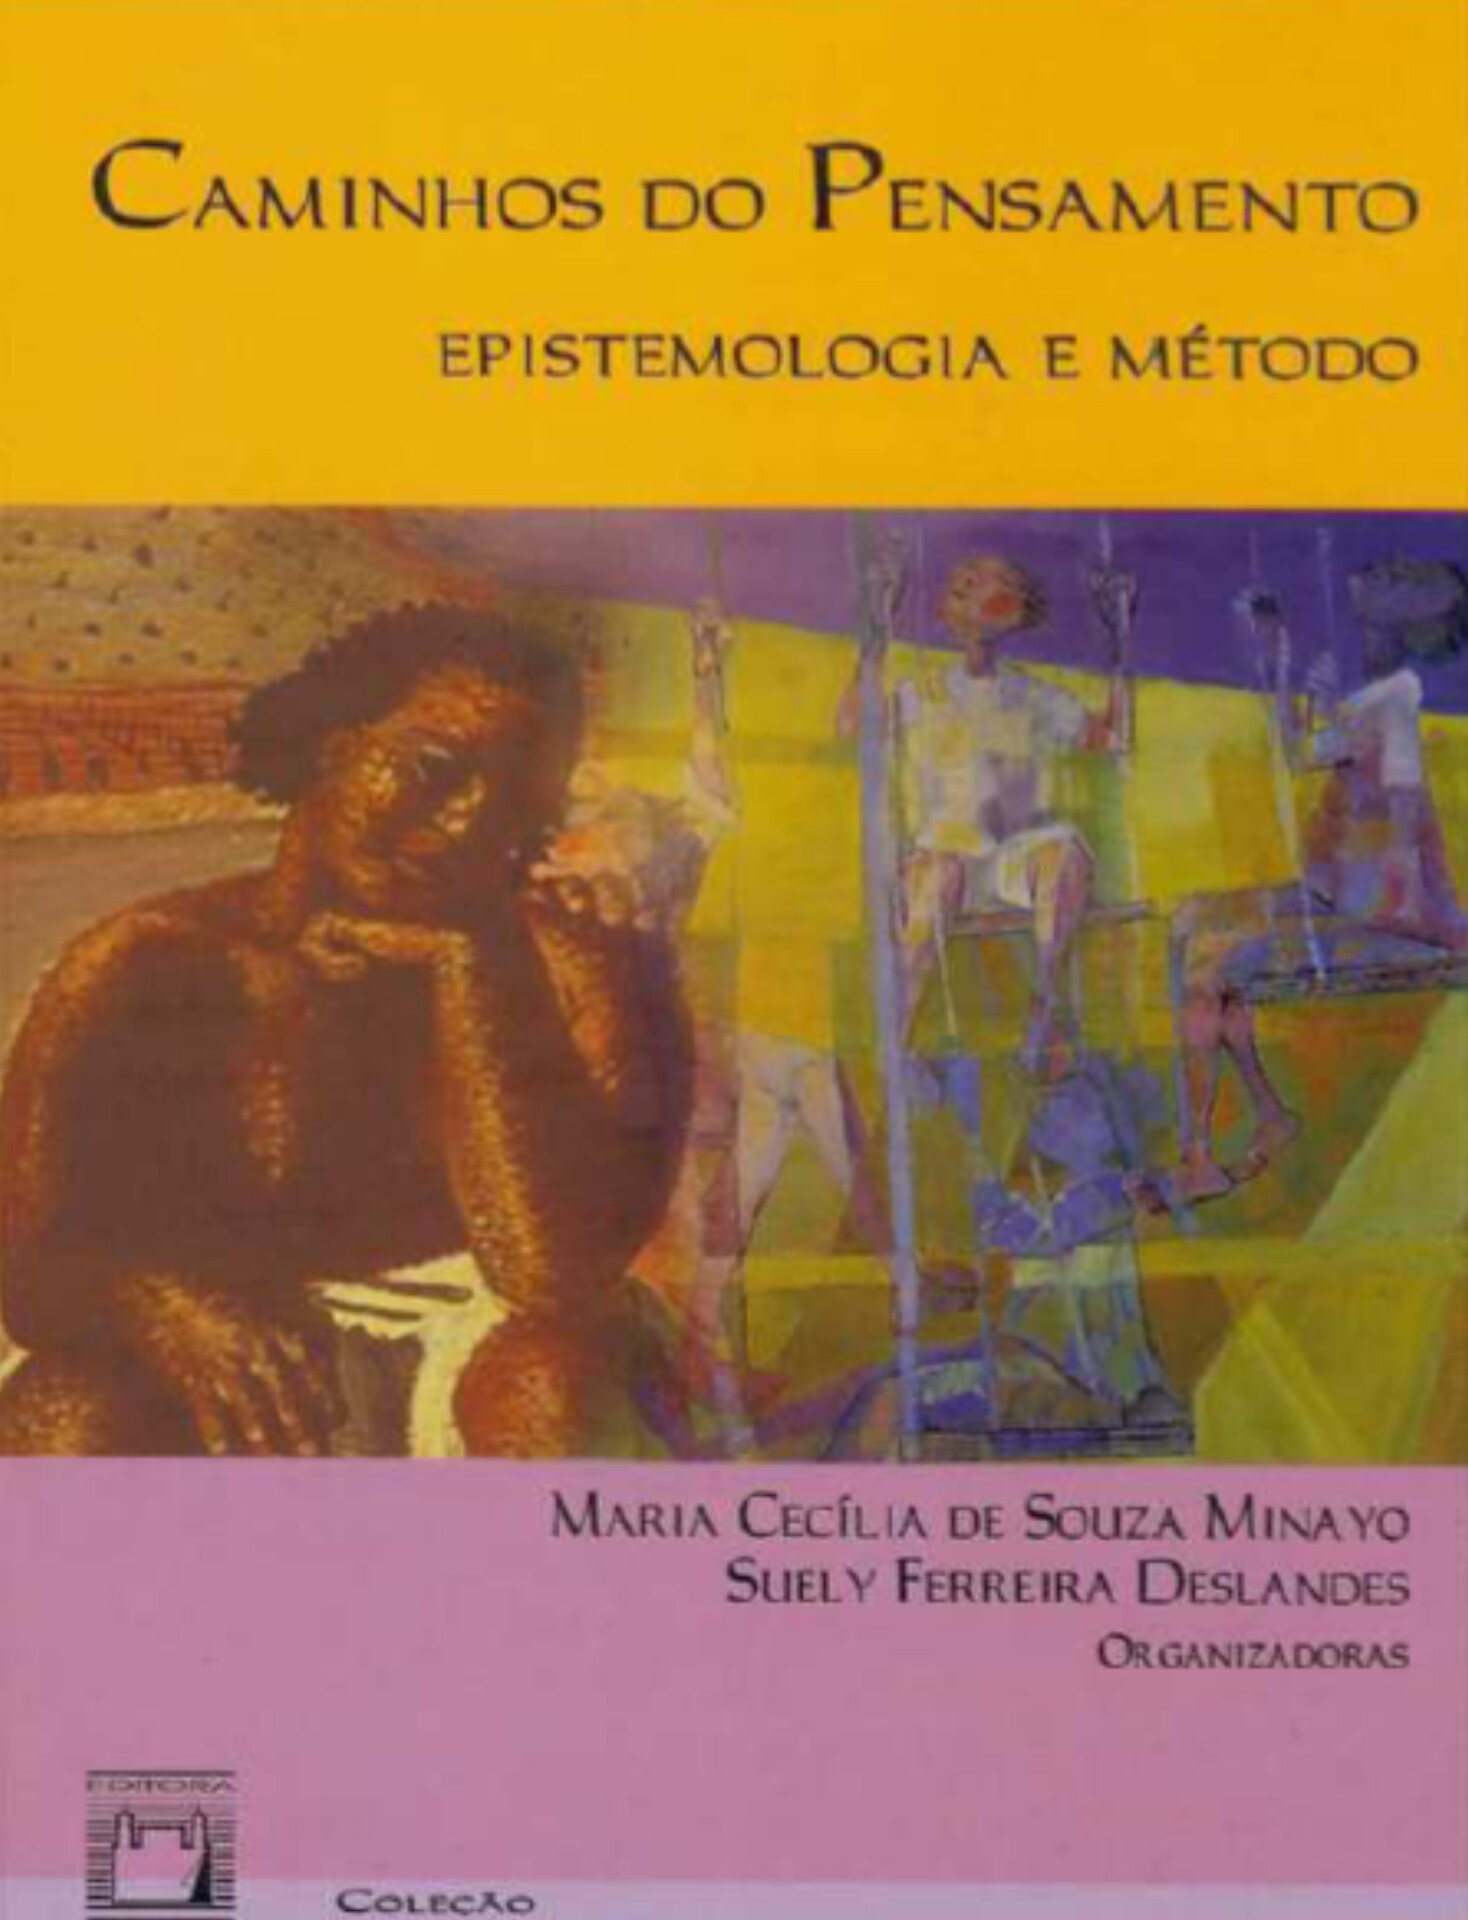 CAMINHOS DO PENSAMENTO
EPISTEMOLOGIA E MÉTODO
MARIA CECÍLIA DE SOUZA MINAYO
SUELY FERREIRA DESLANDES
ORGANIZADORAS
EDITORA
COLEÇÃO